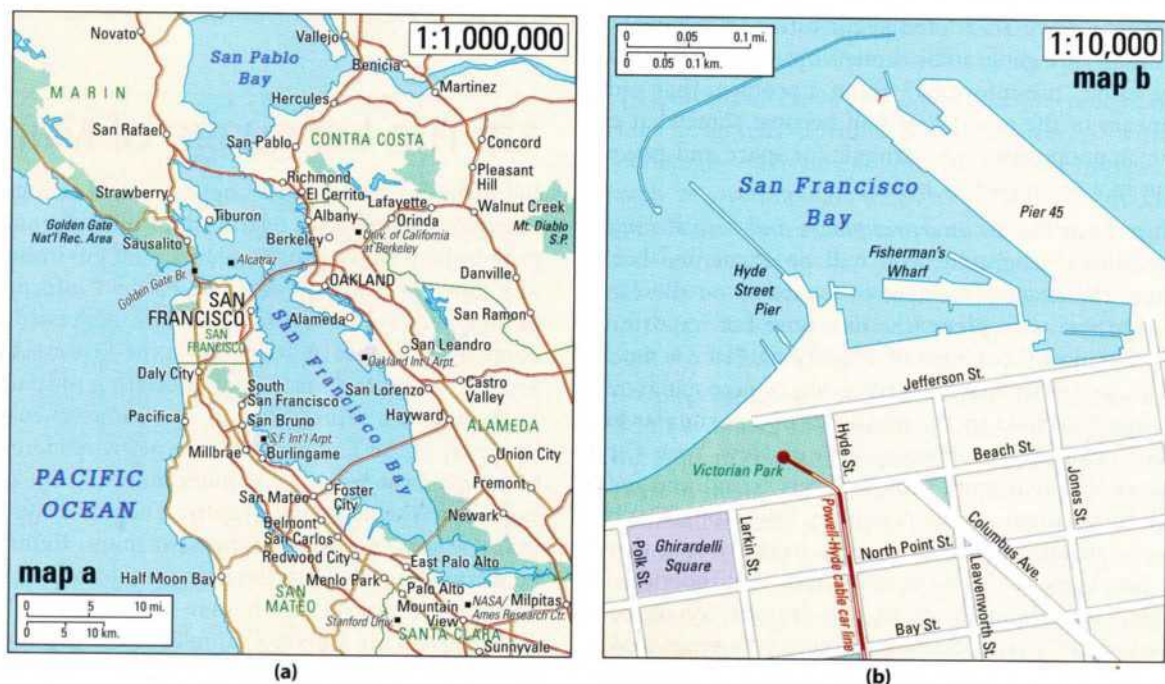 Novato
Vallejo
1:1,000,000
San Pablo
Bay
Benicia
Martinez
MARIN
Hercules
San Rafael
CONTRA COSTA
San Pablo
Concord
Pleasant
Hill
Strawberry
Richmond
El Cerrito
Lafayette
Walnut Creek
Tiburon
Albany
Orinda
Golden Gate
Nat'l Rec. Area
Sausalito
Berkeley
Univ. of California
at Berkeley
Mt. Diablo
S.P.
Alcatraz
Golden Gate Br.
OAKLAND
Danville
SAN
FRANCISCO
SAN
FRANCISCO
Alameda
San Ramon
San Francisco Bay
Oakland Int'l Arpt.
San Leandro
Daly City
South
San Francisco
San Lorenzo
Castro
Valley
Pacifica
San Bruno
Hayward
ALAMEDA
S.F. Int'l Arpt.
Millbrae
Burlingame
Union City
PACIFIC
OCEAN
San Mateo
Foster
City
Fremont
Belmont
Newark
San Carlos
Redwood City
East Palo Alto
map a
Half Moon Bay
SAN
MATEO
Menlo Park
Palo Alto
0 5 10 mi.
0 5 10 km.
Mountain
View
NASA/
Ames Research Ctr.
Milpitas
Stanford Univ.
SANTA CLARA
Sunnyvale
(a)
0 0.05 0.1 mi.
0 0.05 0.1 km.
1:10,000
map b
San Francisco
Bay
Pier 45
Fisherman's
Wharf
Hyde
Street
Pier
Jefferson St.
Hyde St.
Beach St.
Jones St.
Victorian Park
Powell-Hyde cable car line
Columbus Ave.
Larkin St.
North Point St.
Polk St.
Ghirardelli
Square
Leavenworth St.
Bay St.
(b)